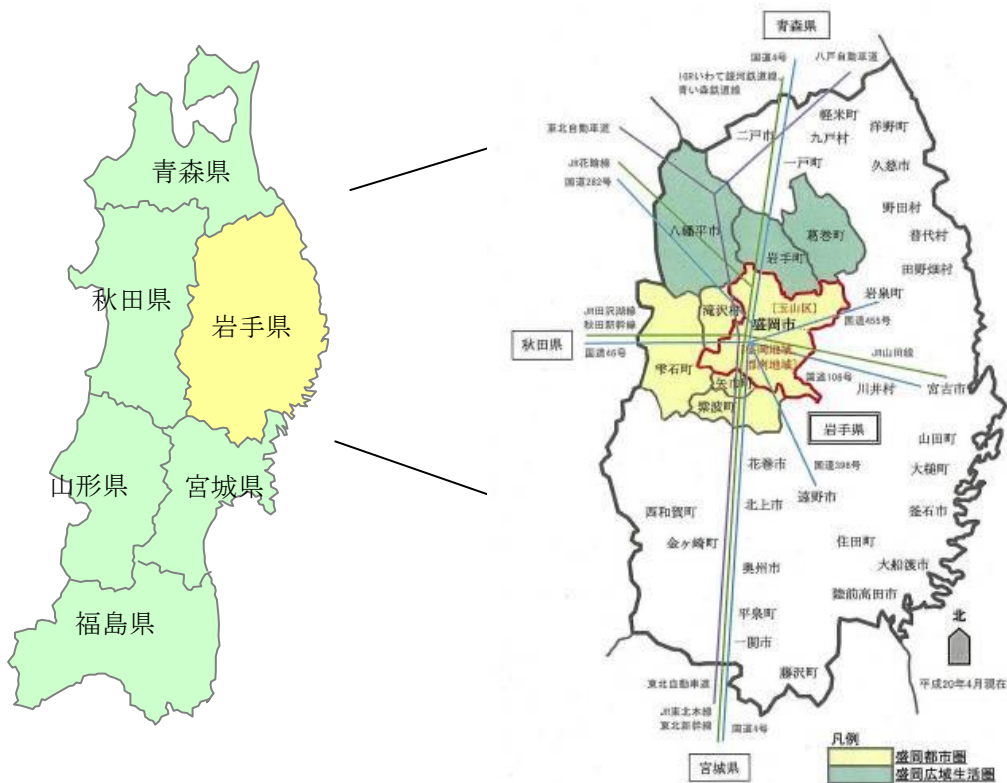 青森県
秋田県
岩手県
山形県
宮城県
福島県
青森県
国道4号
八戸自動車道
IGRいわて銀河鉄道線
青い森鉄道線
東北自動車道
JR花輪線
国道282号
軽米町
洋野町
二戸市
九戸村
一戸町
久慈市
野田村
普代村
田野畑村
八幡平市
岩手町
葛巻町
岩泉町
JR田沢湖線
秋田新幹線
秋田県
国道46号
滝沢村
[玉山区]
盛岡市
国道455号
JR山田線
雫石町
国道106号
川井村
宮古市
矢巾町
紫波町
岩手県
山田町
花巻市
国道396号
大槌町
遠野市
北上市
西和賀町
釜石市
金ヶ崎町
住田町
奥州市
大船渡市
陸前高田市
平泉町
北
一関市
藤沢町
平成20年4月現在
東北自動車道
JR東北本線
東北新幹線
国道4号
宮城県
凡例
盛岡都市圏
盛岡広域生活圏